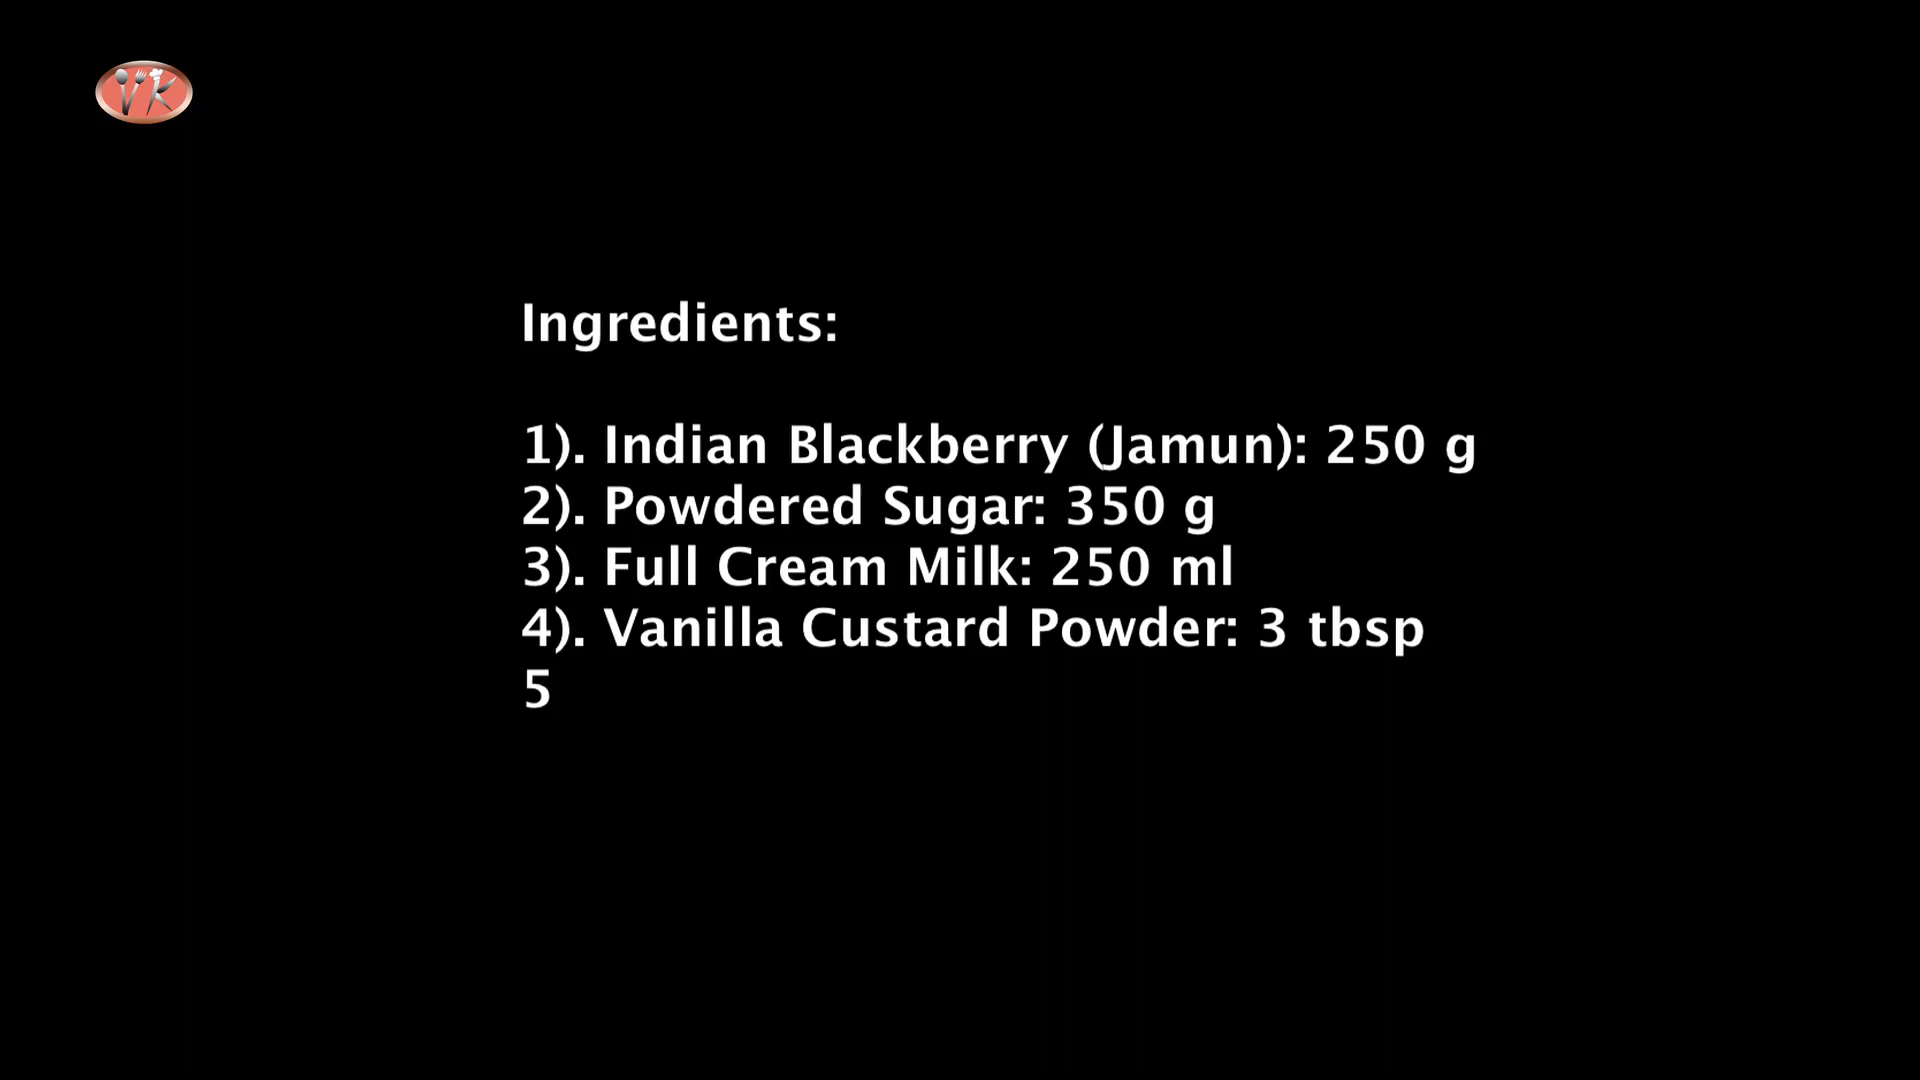 VK
Ingredients:
1). Indian Blackberry (Jamun): 250 g
2). Powdered Sugar: 350 g
3). Full Cream Milk: 250 ml
4). Vanilla Custard Powder: 3 tbsp
5